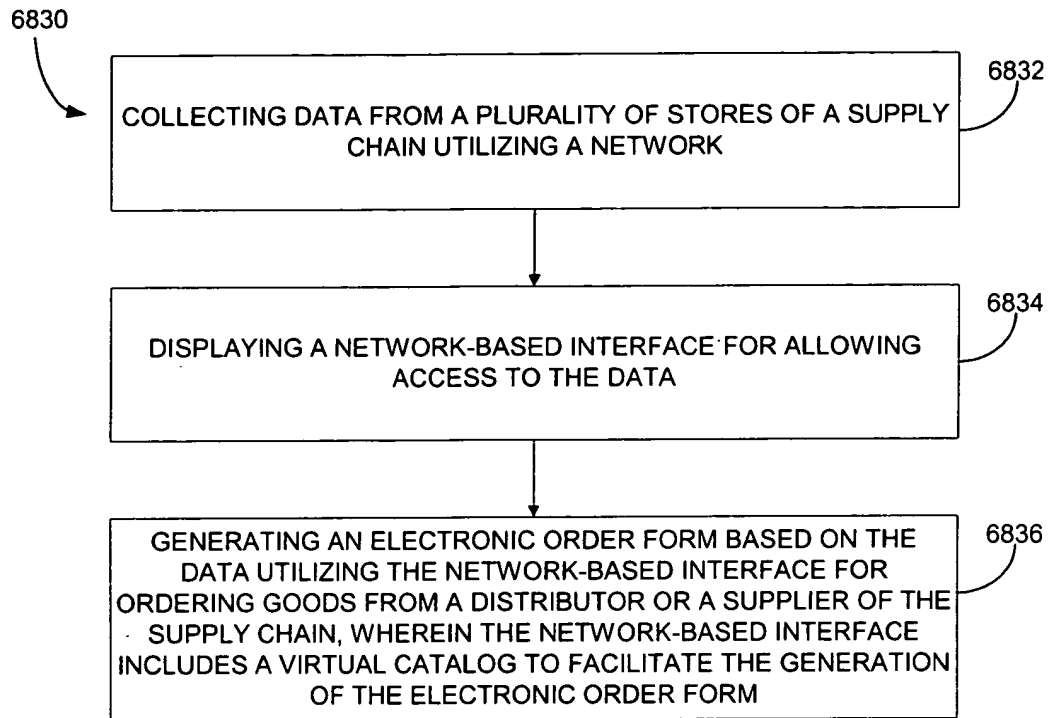 6830
6832
COLLECTING DATA FROM A PLURALITY OF STORES OF A SUPPLY
CHAIN UTILIZING A NETWORK
6834
DISPLAYING A NETWORK-BASED INTERFACE FOR ALLOWING
ACCESS TO THE DATA
6836
GENERATING AN ELECTRONIC ORDER FORM BASED ON THE
DATA UTILIZING THE NETWORK-BASED INTERFACE FOR
ORDERING GOODS FROM A DISTRIBUTOR OR A SUPPLIER OF THE
SUPPLY CHAIN, WHEREIN THE NETWORK-BASED INTERFACE
INCLUDES A VIRTUAL CATALOG TO FACILITATE THE GENERATION
OF THE ELECTRONIC ORDER FORM